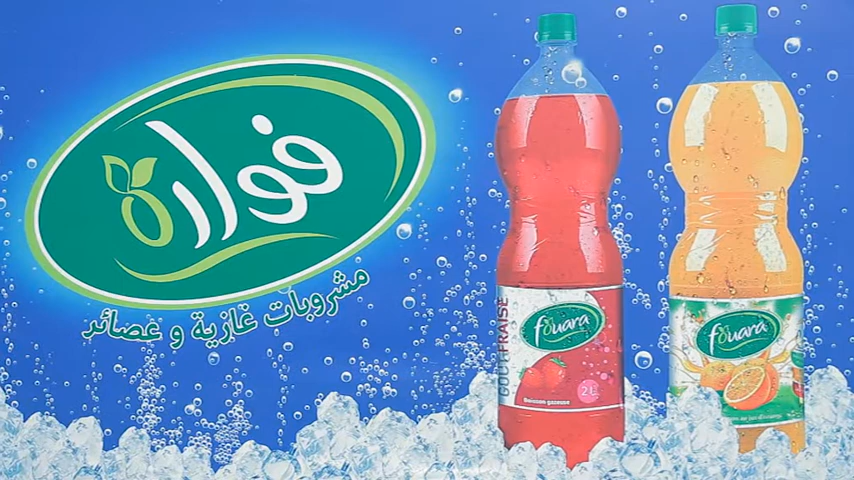 فوارة
مشروبات غازية و عصائر
fouara
GOÛT FRAISE
Boisson gazeuse
2L
fouara